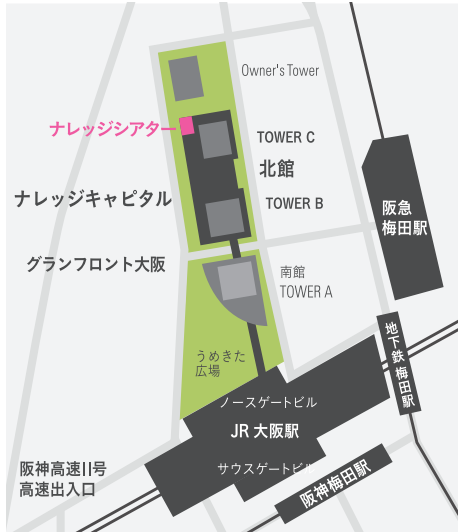 Owner's Tower
ナレッジシアター
TOWER C
北館
ナレッジキャピタル
TOWER B
阪急
梅田駅
グランフロント大阪
南館
TOWER A
地下鉄 梅田駅
うめきた
広場
ノースゲートビル
JR 大阪駅
サウスゲートビル
阪神高速11号
高速出入口
阪神梅田駅